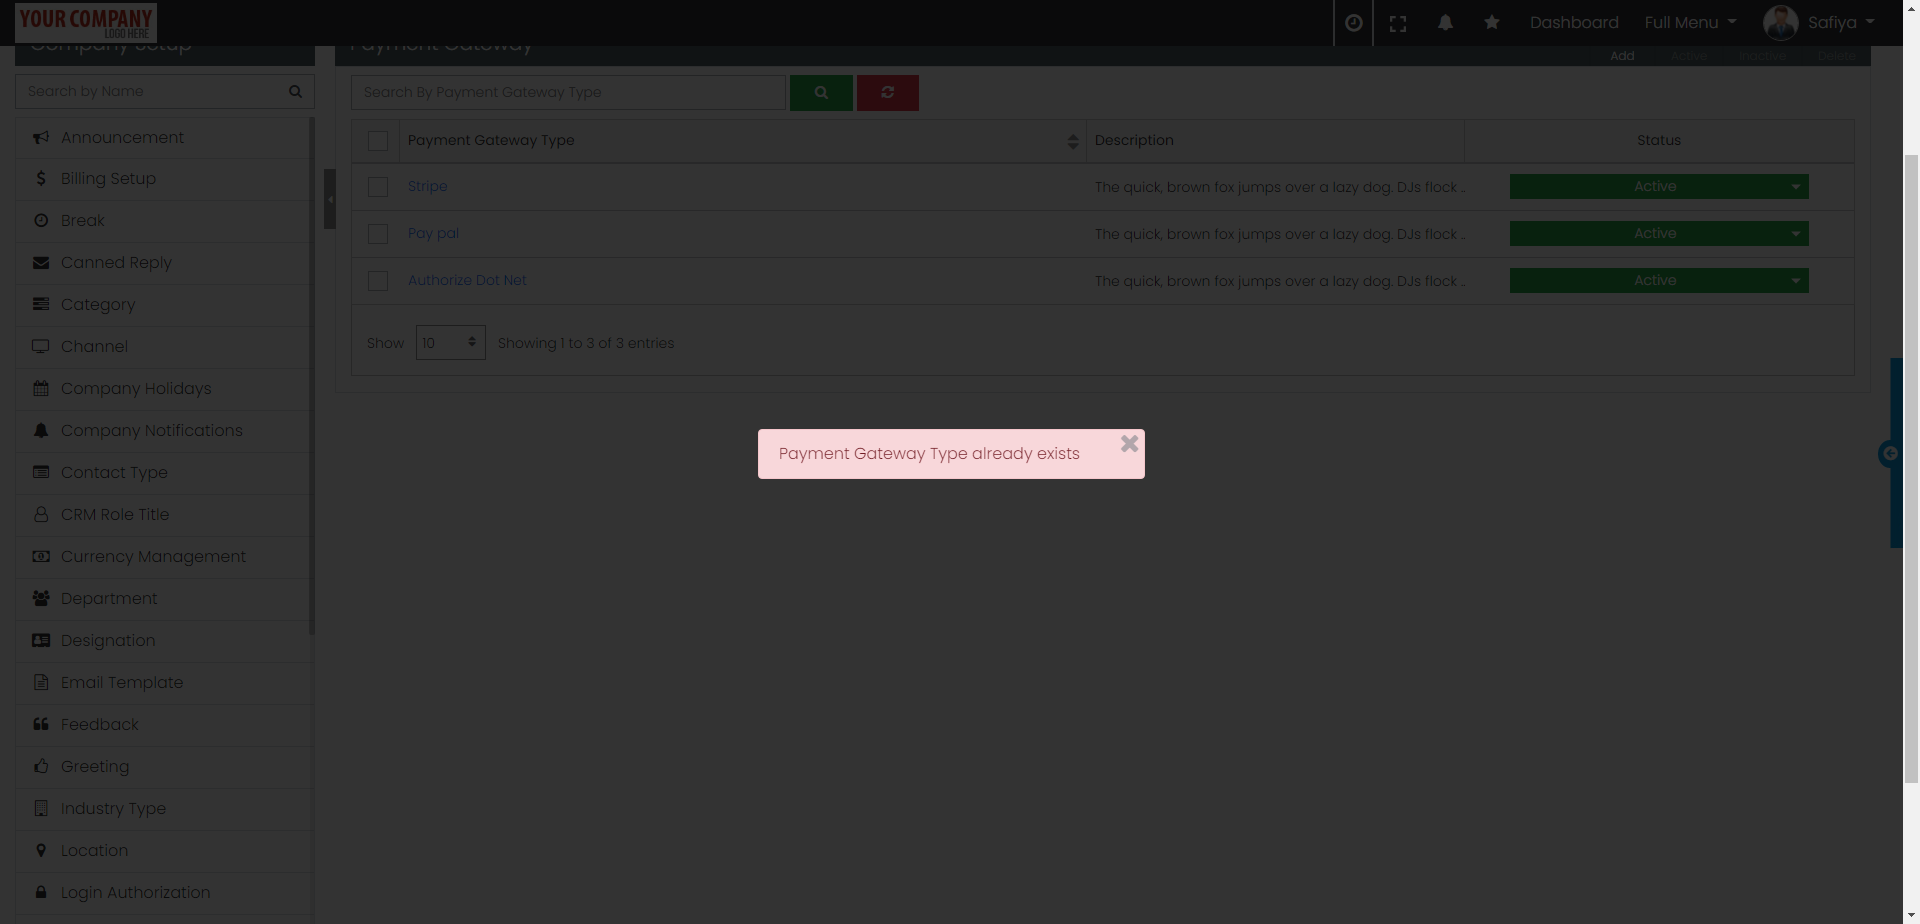 YOUR COMPANY
LOGO HERE
Dashboard
Full Menu
Safiya
Company Setup
Payment Gateway
Add
Active
Inactive
Delete
Search by Name
Announcement
Billing Setup
Break
Canned Reply
Category
Channel
Company Holidays
Company Notifications
Contact Type
CRM Role Title
Currency Management
Department
Designation
Email Template
Feedback
Greeting
Industry Type
Location
Login Authorization
Search By Payment Gateway Type
Payment Gateway Type Description Status
Stripe The quick, brown fox jumps over a lazy dog. DJs flock .. Active
Pay pal The quick, brown fox jumps over a lazy dog. DJs flock .. Active
Authorize Dot Net The quick, brown fox jumps over a lazy dog. DJs flock .. Active
Show 10 Showing 1 to 3 of 3 entries
Payment Gateway Type already exists